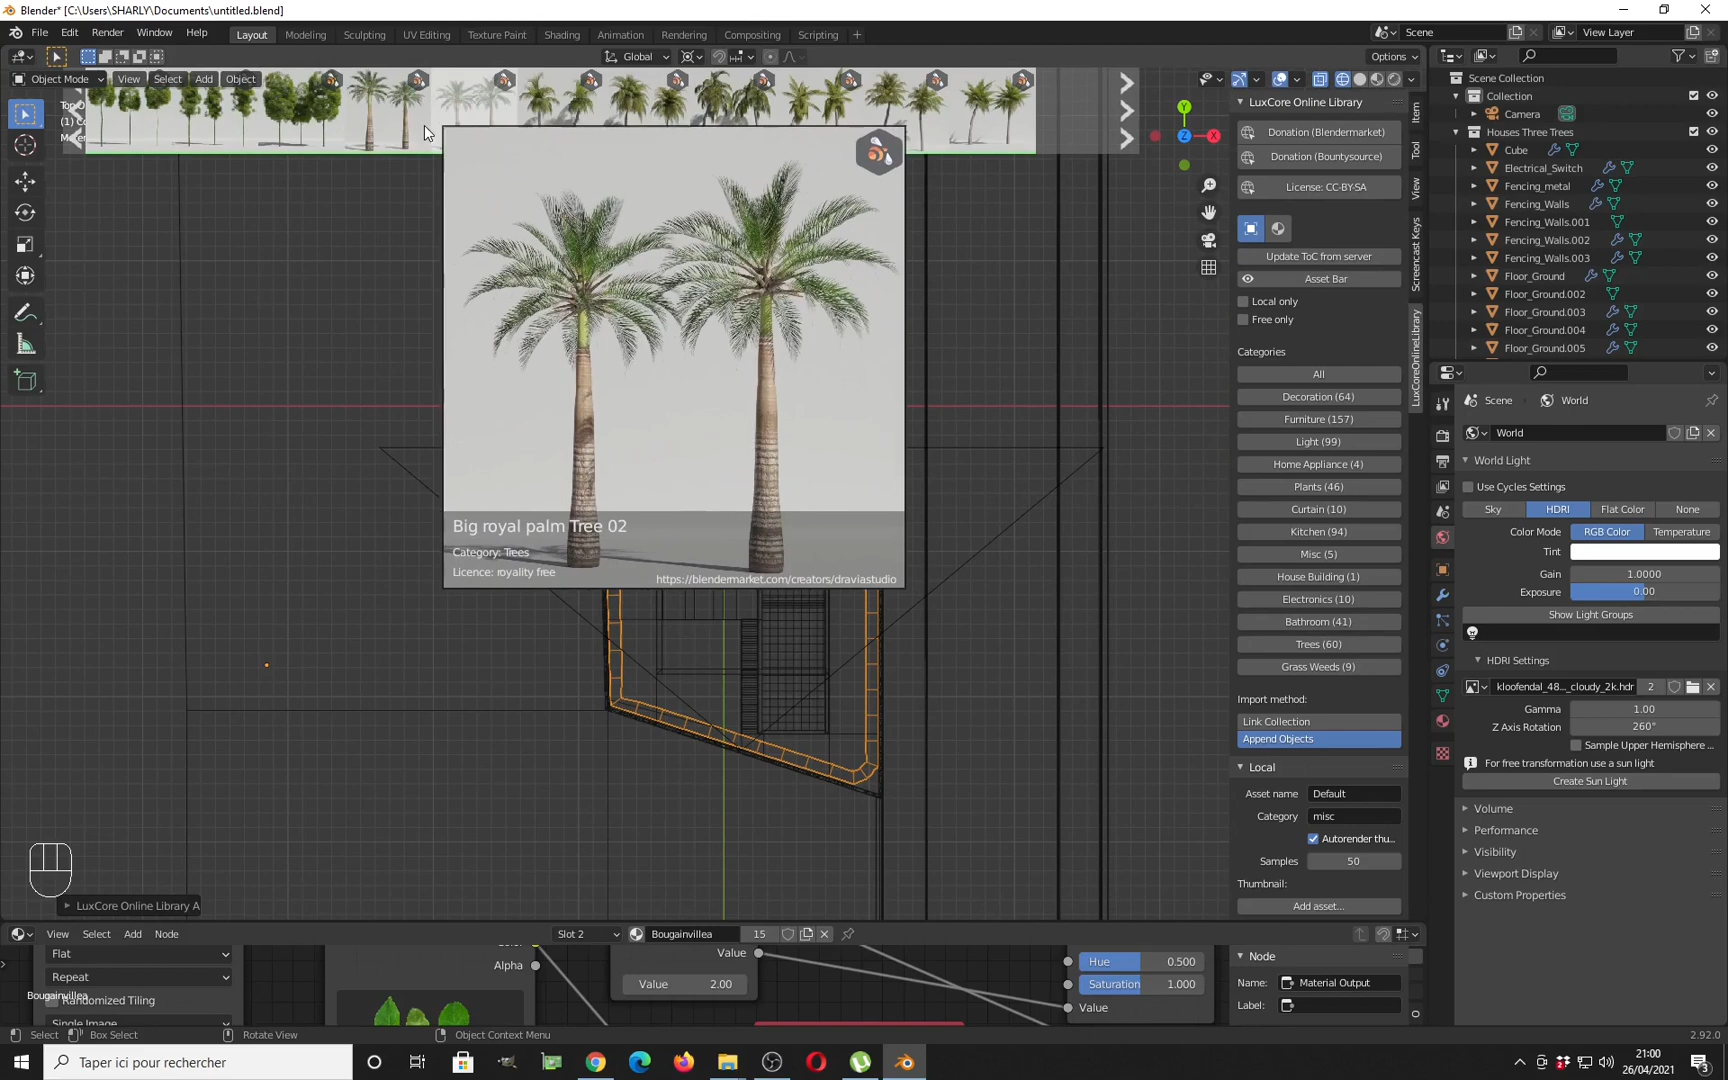 Blender* [C:\Users\SHARLY\Documents\untitled.blend]
File Edit Render Window Help
Layout Modeling Sculpting UV Editing Texture Paint Shading Animation Rendering Compositing Scripting +
Scene
View Layer
Global
Options
Object Mode View Select Add Object
Big royal palm Tree 02
Category: Trees
Licence: royality free
https://blendermarket.com/creators/draviastudio
Y
Z
X
LuxCore Online Library A
LuxCore Online Library
Donation (Blendermarket)
Donation (Bountysource)
License: CC-BY-SA
Update ToC from server
Asset Bar
Local only
Free only
Categories
All
Decoration (64)
Furniture (157)
Light (99)
Home Appliance (4)
Plants (46)
Curtain (10)
Kitchen (94)
Misc (5)
House Building (1)
Electronics (10)
Bathroom (41)
Trees (60)
Grass Weeds (9)
Import method:
Link Collection
Append Objects
Local
Asset name Default
Category misc
Autorender thu...
Samples 50
Thumbnail:
Add asset...
Item
Tool
View
Screencast Keys
LuxCoreOnlineLibrary
Scene Collection
Collection
Camera
Houses Three Trees
Cube
Electrical_Switch
Fencing_metal
Fencing_Walls
Fencing_Walls.001
Fencing_Walls.002
Fencing_Walls.003
Floor_Ground
Floor_Ground.002
Floor_Ground.003
Floor_Ground.004
Floor_Ground.005
Scene World
World
World Light
Use Cycles Settings
Sky HDRI Flat Color None
Color Mode RGB Color Temperature
Tint
Gain 1.0000
Exposure 0.00
Show Light Groups
HDRI Settings
kloofendal_48..._cloudy_2k.hdr 2
Gamma 1.00
Z Axis Rotation 260°
Sample Upper Hemisphere ...
For free transformation use a sun light
Create Sun Light
Volume
Performance
Visibility
Viewport Display
Custom Properties
View Select Add Node
Slot 2
Bougainvillea 15
Flat
Repeat
Randomized Tiling
Single Image
Bougainvillea
Alpha
Value
Value 2.00
Hue 0.500
Saturation 1.000
Value
Node
Name: Material Output
Label:
Select Box Select Rotate View Object Context Menu
2.92.0
Taper ici pour rechercher
21:00
26/04/2021
3